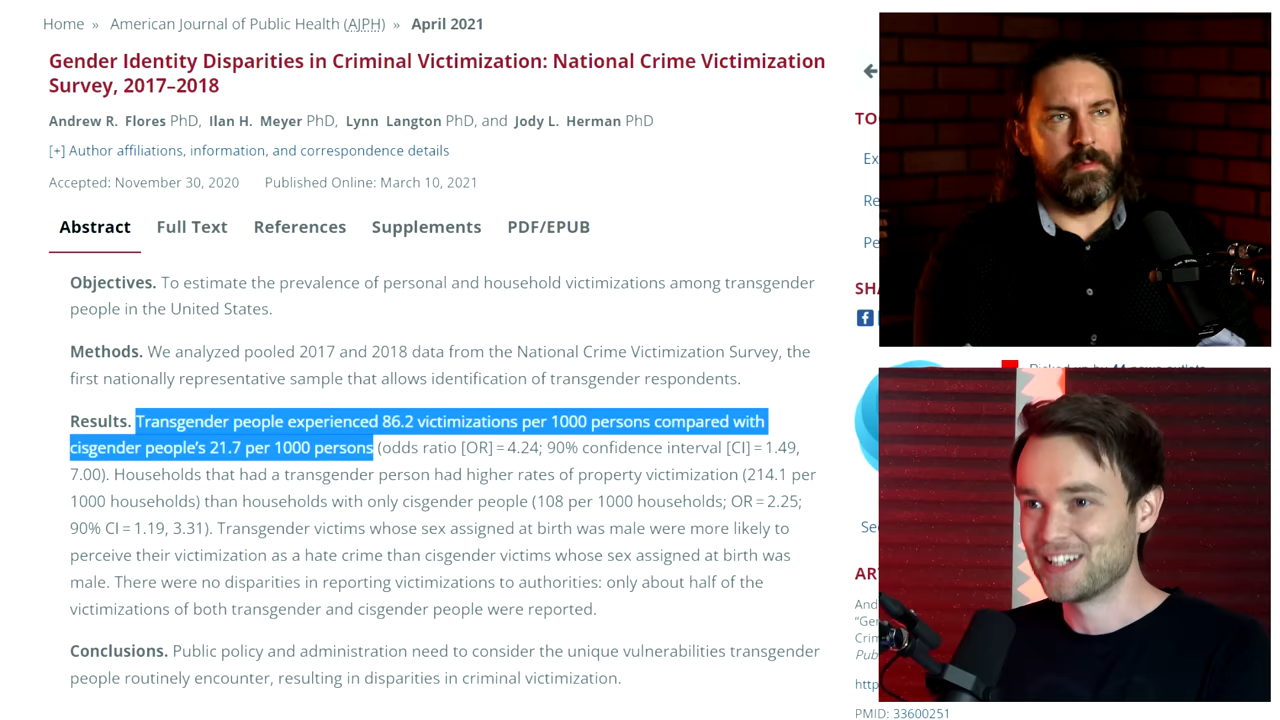 Home » American Journal of Public Health (AJPH) » April 2021
Gender Identity Disparities in Criminal Victimization: National Crime Victimization
Survey, 2017–2018
Andrew R. Flores PhD, Ilan H. Meyer PhD, Lynn Langton PhD, and Jody L. Herman PhD
[+] Author affiliations, information, and correspondence details
Accepted: November 30, 2020 Published Online: March 10, 2021
Abstract Full Text References Supplements PDF/EPUB
Objectives. To estimate the prevalence of personal and household victimizations among transgender
people in the United States.
Methods. We analyzed pooled 2017 and 2018 data from the National Crime Victimization Survey, the
first nationally representative sample that allows identification of transgender respondents.
Results. Transgender people experienced 86.2 victimizations per 1000 persons compared with
cisgender people’s 21.7 per 1000 persons (odds ratio [OR] = 4.24; 90% confidence interval [CI] = 1.49,
7.00). Households that had a transgender person had higher rates of property victimization (214.1 per
1000 households) than households with only cisgender people (108 per 1000 households; OR = 2.25;
90% CI = 1.19, 3.31). Transgender victims whose sex assigned at birth was male were more likely to
perceive their victimization as a hate crime than cisgender victims whose sex assigned at birth was
male. There were no disparities in reporting victimizations to authorities: only about half of the
victimizations of both transgender and cisgender people were reported.
Conclusions. Public policy and administration need to consider the unique vulnerabilities transgender
people routinely encounter, resulting in disparities in criminal victimization.
TO
Ex
Re
Pe
SH
Se
AR
And
“Ger
Crim
Pub
http
PMID: 33600251